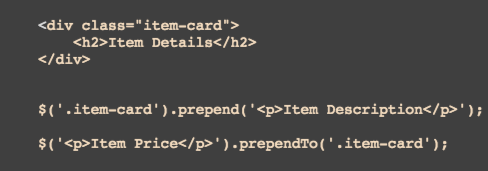 <div class="item-card">
    <h2>Item Details</h2>
</div>
$('.item-card').prepend('<p>Item Description</p>');
$('<p>Item Price</p>').prependTo('.item-card');